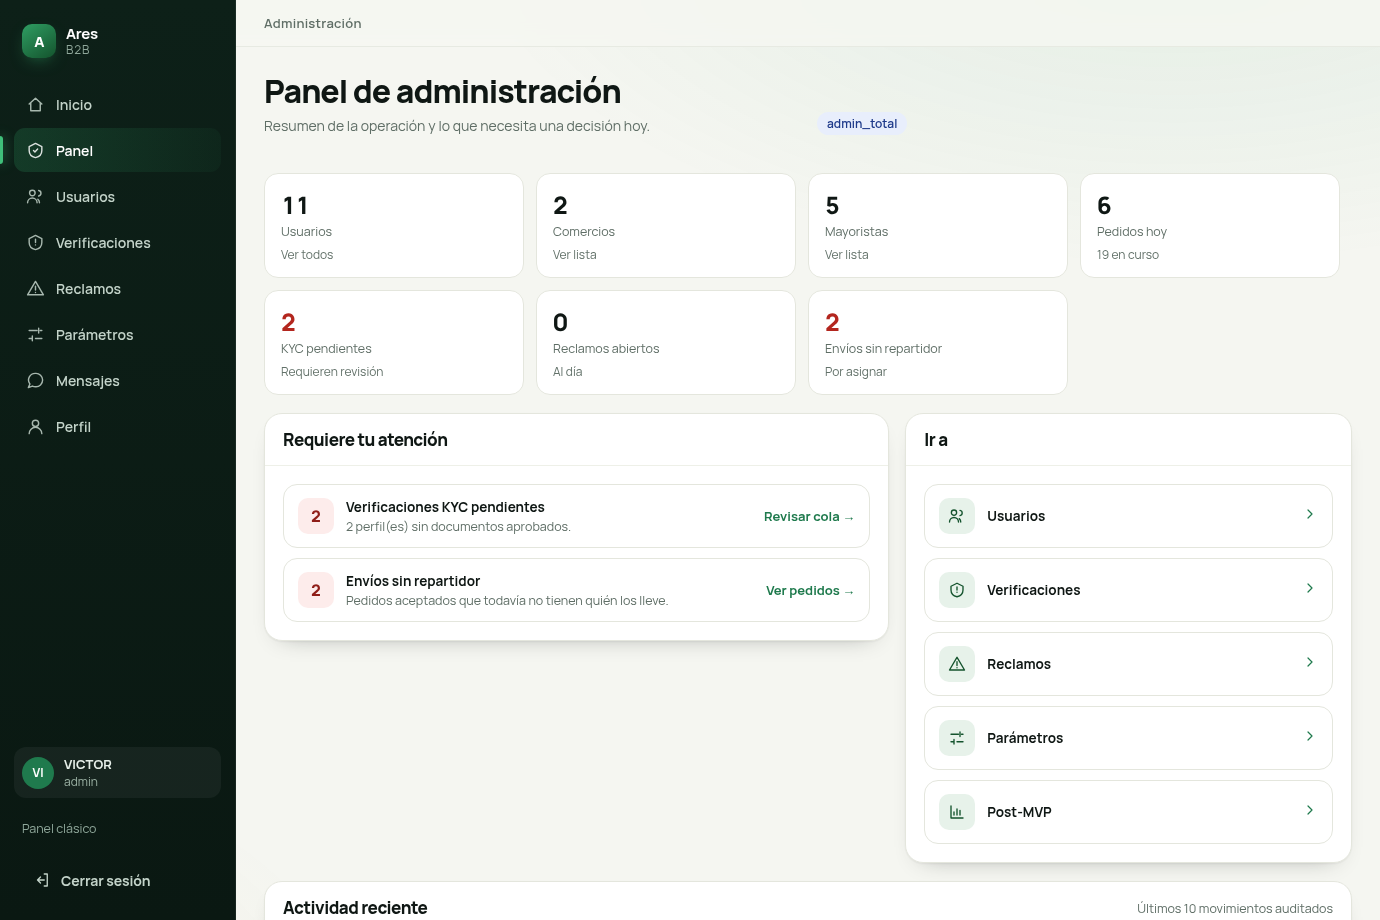 A
Ares
B2B
Inicio
Panel
Usuarios
Verificaciones
Reclamos
Parámetros
Mensajes
Perfil
VI
VICTOR
admin
Panel clásico
Cerrar sesión
Administración
Panel de administración
Resumen de la operación y lo que necesita una decisión hoy.
admin_total
11
Usuarios
Ver todos
2
Comercios
Ver lista
5
Mayoristas
Ver lista
6
Pedidos hoy
19 en curso
2
KYC pendientes
Requieren revisión
0
Reclamos abiertos
Al día
2
Envíos sin repartidor
Por asignar
Requiere tu atención
2
Verificaciones KYC pendientes
2 perfil(es) sin documentos aprobados.
Revisar cola →
2
Envíos sin repartidor
Pedidos aceptados que todavía no tienen quién los lleve.
Ver pedidos →
Ir a
Usuarios
Verificaciones
Reclamos
Parámetros
Post-MVP
Actividad reciente
Últimos 10 movimientos auditados